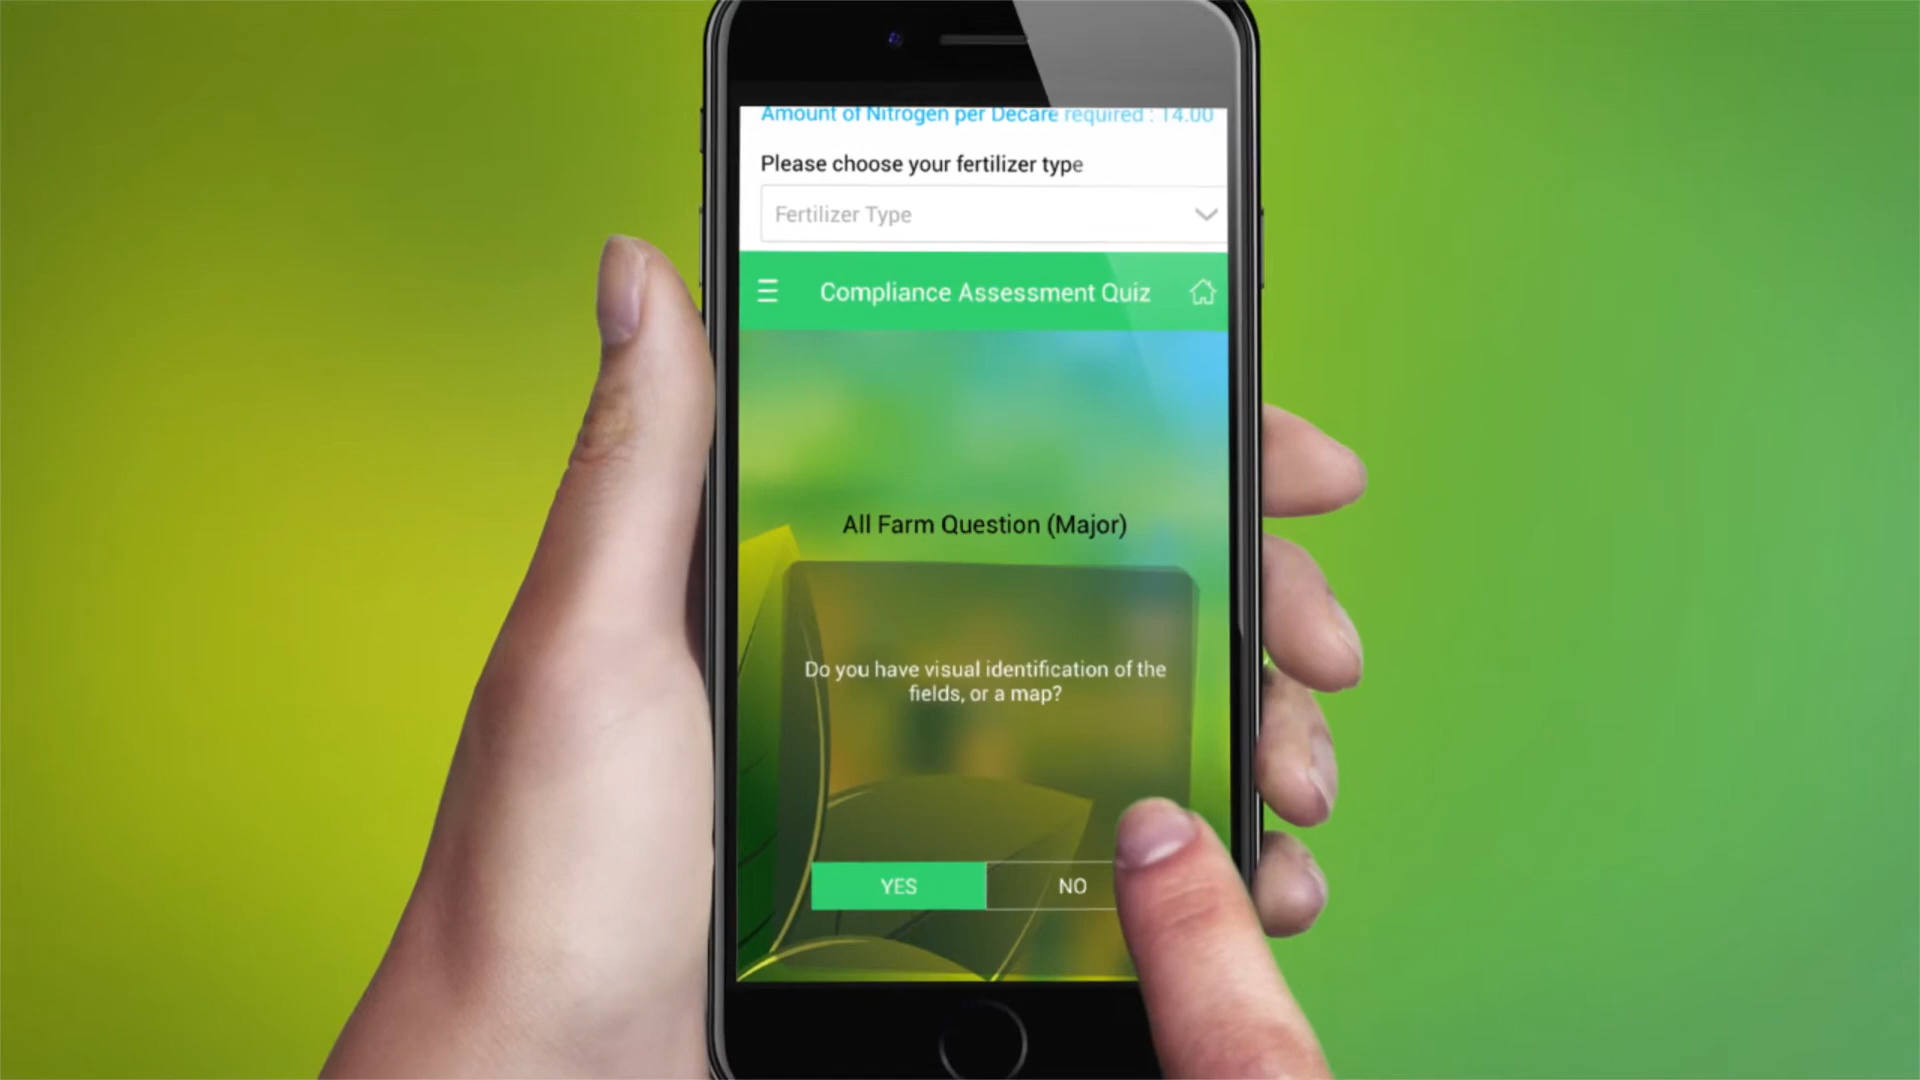 Amount of Nitrogen per Decare required : 14.00
Please choose your fertilizer type
Fertilizer Type
Compliance Assessment Quiz
All Farm Question (Major)
Do you have visual identification of the
fields, or a map?
YES
NO